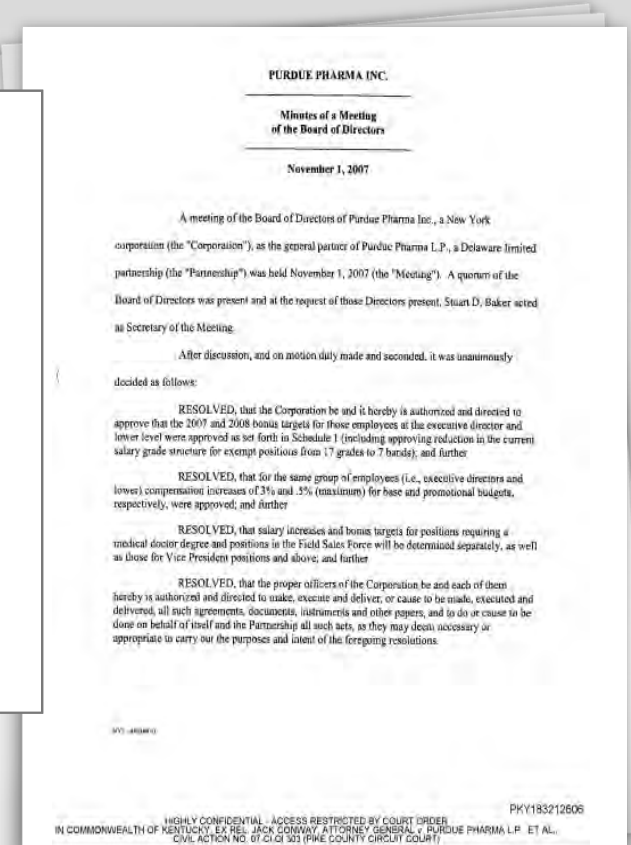 PURDUE PHARMA INC.
Minutes of a Meeting
of the Board of Directors
November 1, 2007
A meeting of the Board of Directors of Purdue Pharma Inc., a New York
corporation (the "Corporation"), as the general partner of Purdue Pharma L.P., a Delaware limited
partnership (the "Partnership") was held November 1, 2007 (the "Meeting"). A quorum of the
Board of Directors was present and at the request of those Directors present, Stuart D. Baker acted
as Secretary of the Meeting.
After discussion, and on motion duly made and seconded, it was unanimously
decided as follows:
RESOLVED, that the Corporation be and it hereby is authorized and directed to
approve that the 2007 and 2008 bonus targets for those employees at the executive director and
lower level were approved as set forth in Schedule 1 (including approving reduction in the current
salary grade structure for exempt positions from 17 grades to 7 bands); and further
RESOLVED, that for the same group of employees (i.e., executive directors and
lower) compensation increases of 3% and .5% (maximum) for base and promotional budgets,
respectively, were approved; and further
RESOLVED, that salary increases and bonus targets for positions requiring a
medical doctor degree and positions in the Field Sales Force will be determined separately, as well
as those for Vice President positions and above; and further
RESOLVED, that the proper officers of the Corporation be and each of them
hereby is authorized and directed to make, execute and deliver, or cause to be made, executed and
delivered, all such agreements, documents, instruments and other papers, and to do or cause to be
done on behalf of itself and the Partnership all such acts, as they may deem necessary or
appropriate to carry out the purposes and intent of the foregoing resolutions.
PKY183212606
HIGHLY CONFIDENTIAL - ACCESS RESTRICTED BY COURT ORDER
IN COMMONWEALTH OF KENTUCKY, EX REL. JACK CONWAY, ATTORNEY GENERAL v. PURDUE PHARMA L.P. ET AL.,
CIVIL ACTION NO. 07-CI-01303 (PIKE COUNTY CIRCUIT COURT)